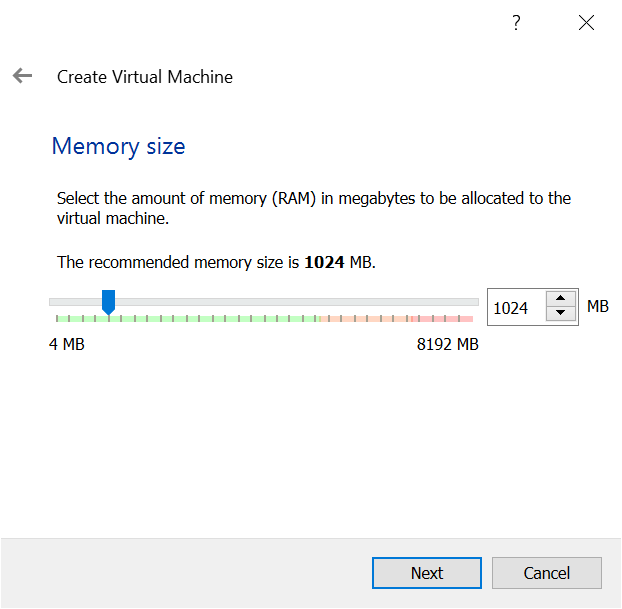 ?
Create Virtual Machine
Memory size
Select the amount of memory (RAM) in megabytes to be allocated to the
virtual machine.
The recommended memory size is 1024 MB.
1024 MB
4 MB 8192 MB
Next Cancel